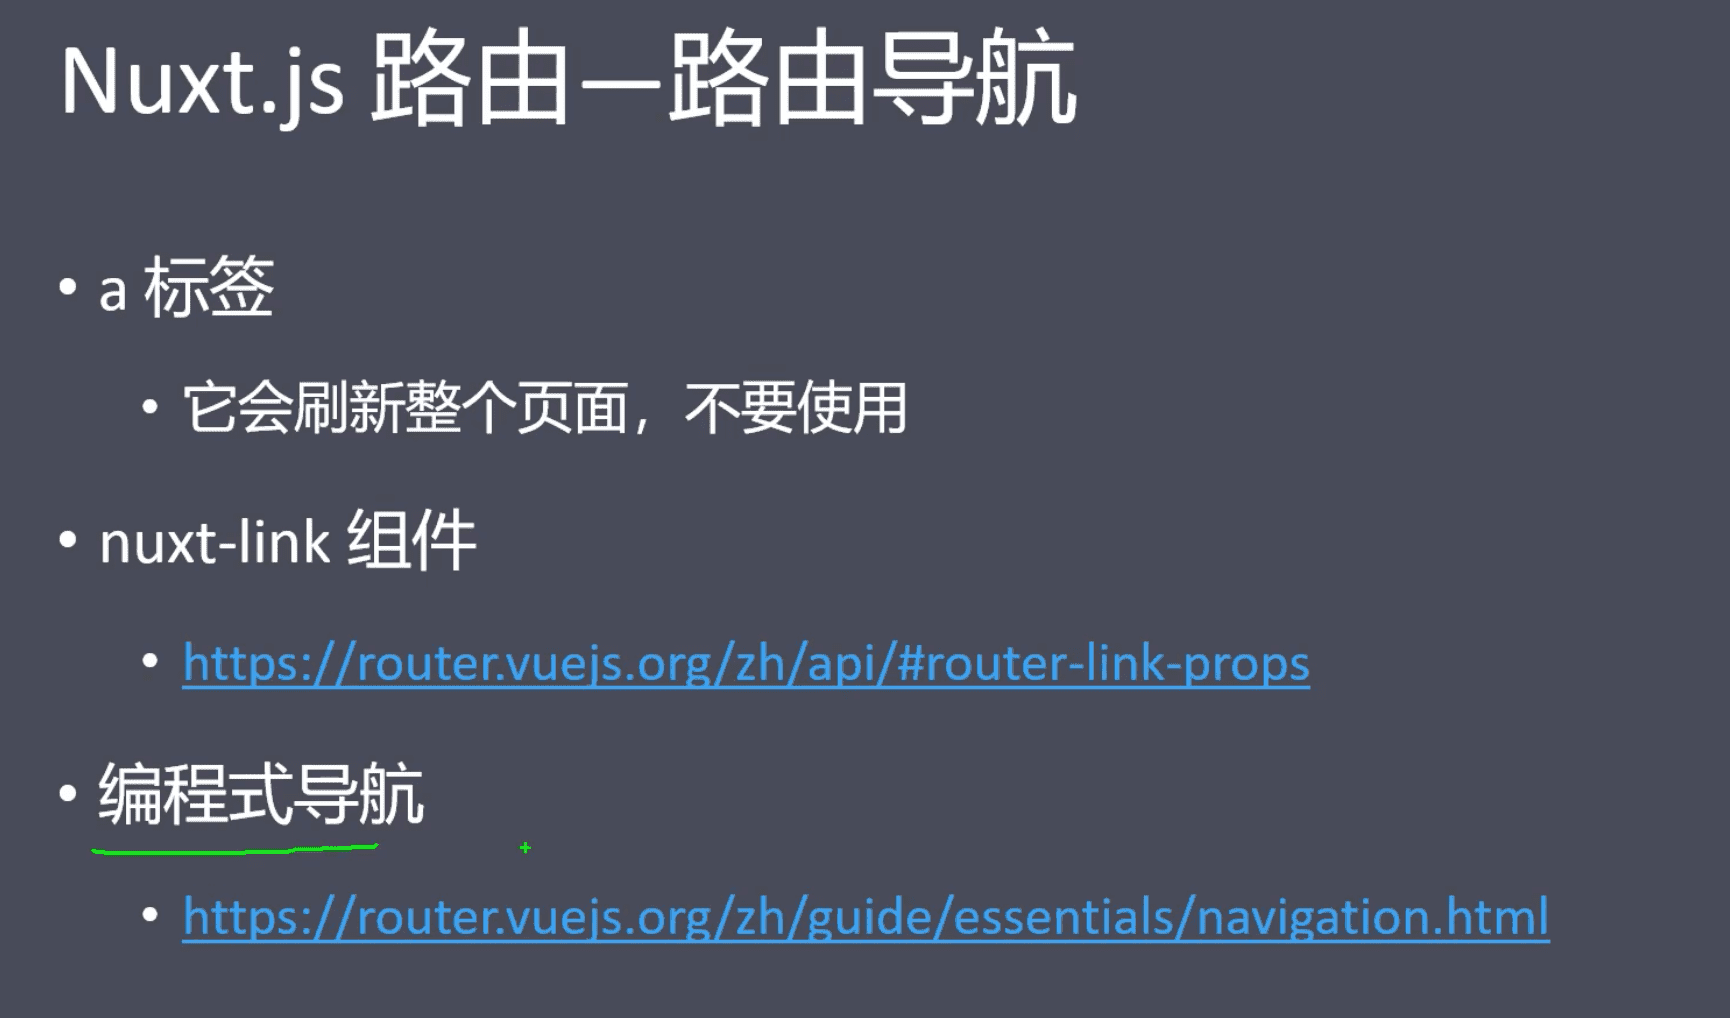 Nuxt.js 路由—路由导航
• a 标签
• 它会刷新整个页面，不要使用
• nuxt-link 组件
• https://router.vuejs.org/zh/api/#router-link-props
• 编程式导航
• https://router.vuejs.org/zh/guide/essentials/navigation.html